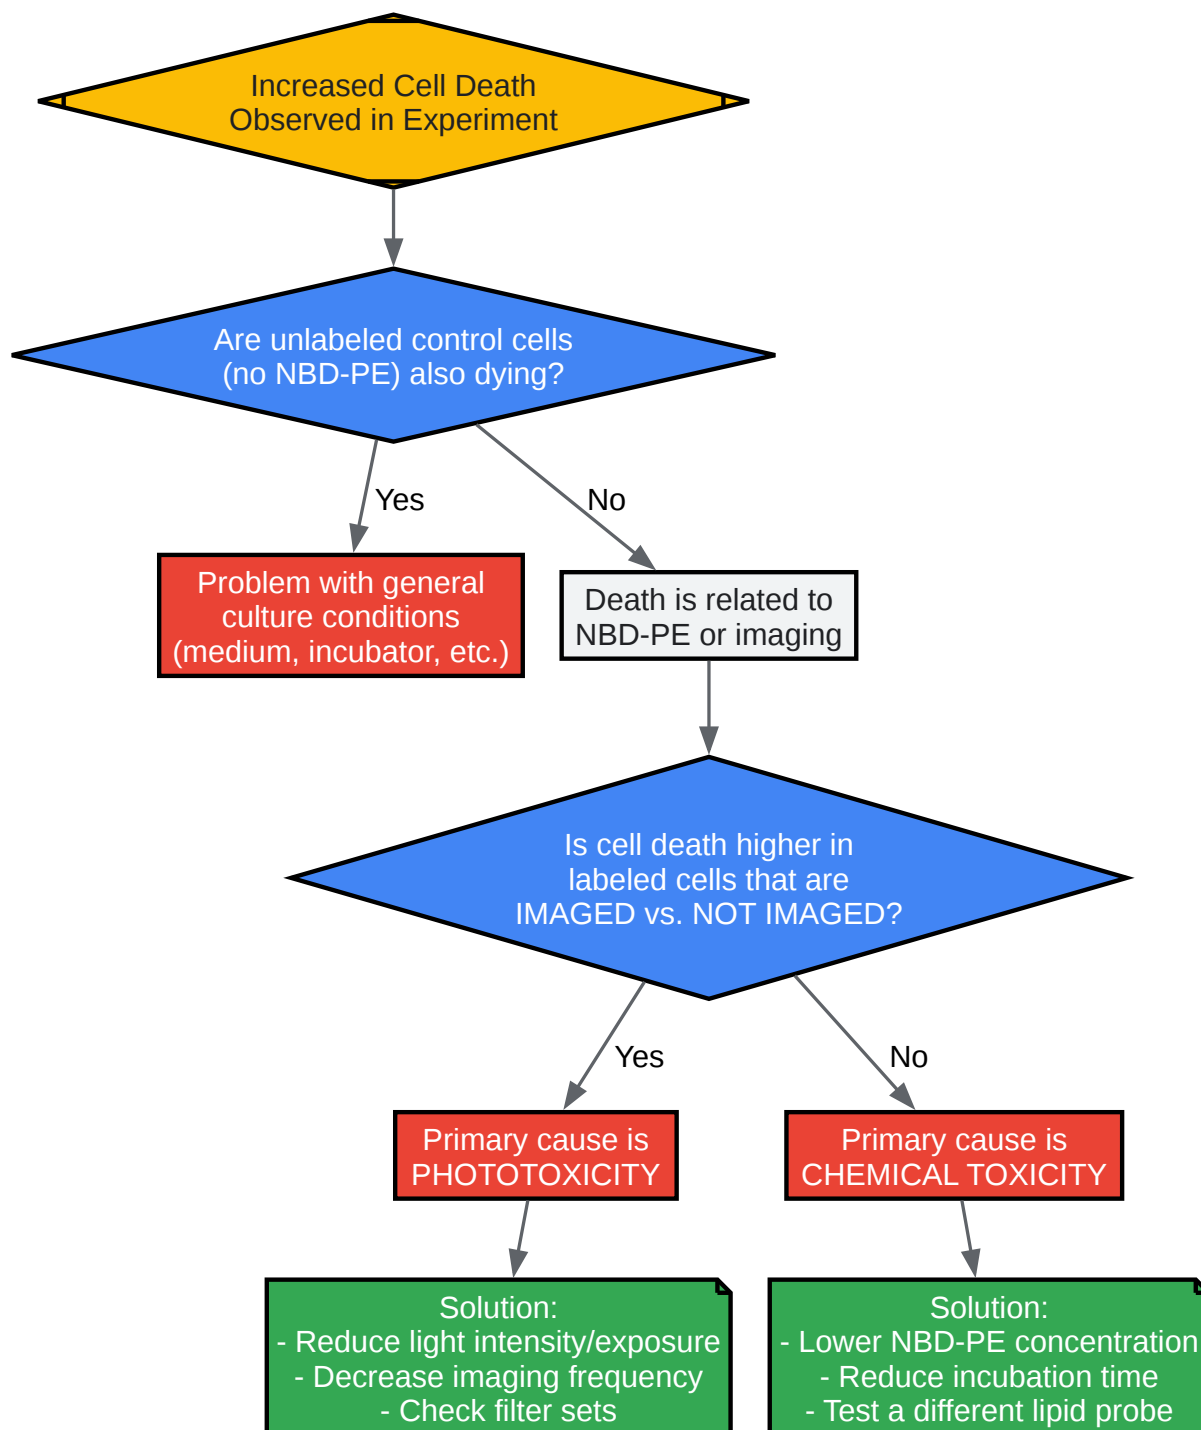 Increased Cell Death
Observed in Experiment
Are unlabeled control cells
(no NBD-PE) also dying?
Yes
No
Problem with general
culture conditions
(medium, incubator, etc.)
Death is related to
NBD-PE or imaging
Is cell death higher in
labeled cells that are
IMAGED vs. NOT IMAGED?
Yes
No
Primary cause is
PHOTOTOXICITY
Primary cause is
CHEMICAL TOXICITY
Solution:
- Reduce light intensity/exposure
- Decrease imaging frequency
- Check filter sets
Solution:
- Lower NBD-PE concentration
- Reduce incubation time
- Test a different lipid probe